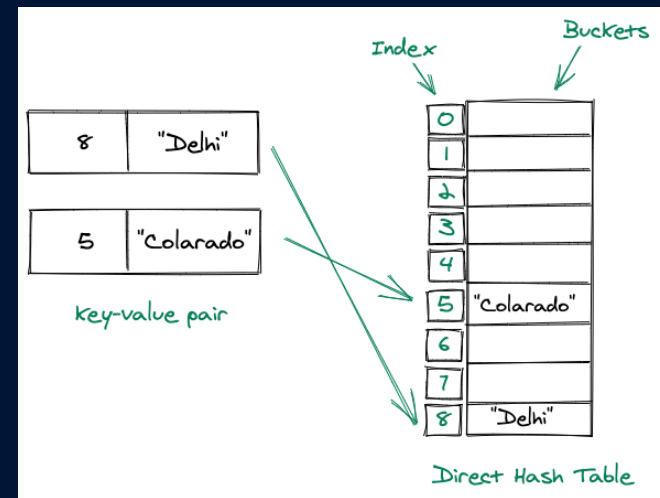 Index
Buckets
8 "Delhi"
5 "Colarado"
key-value pair
0
1
2
3
4
5 "Colarado"
6
7
8 "Delhi"
Direct Hash Table